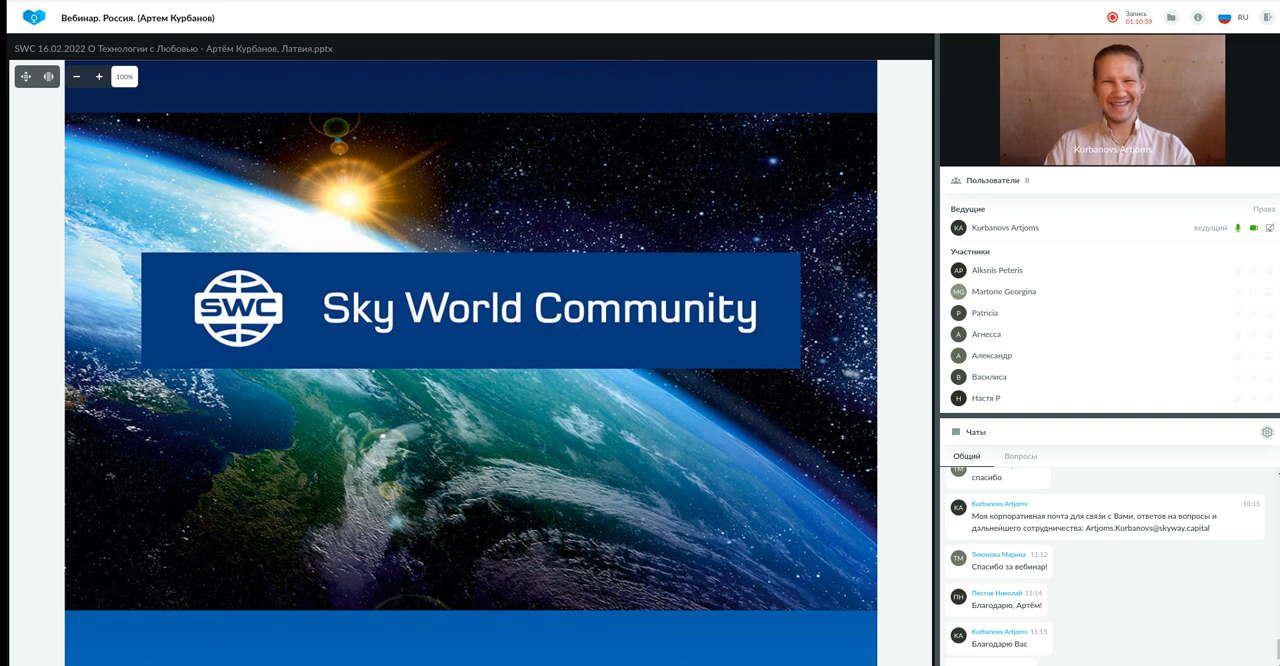 Вебинар. Россия. (Артем Курбанов)
Запись
01:10:59
RU
SWC 16.02.2022 О Технологии с Любовью - Артём Курбанов, Латвия.pptx
100%
SWC
Sky World Community
Kurbanovs Artjoms
Пользователи 8
Ведущие
Права
KA Kurbanovs Artjoms
ведущий
Участники
AP Alksnis Peteris
MG Martone Georgina
P Patricia
А Агнесса
А Александр
В Василиса
Н Настя Р
Чаты
Общий
Вопросы
ТМ
спасибо
KA
Kurbanovs Artjoms
10:15
Моя корпоративная почта для связи с Вами, ответов на вопросы и
дальнейшего сотрудничества: Artjoms.Kurbanovs@skyway.capital
ТМ
Тихонова Марина 11:12
Спасибо за вебинар!
ПН
Пестов Николай 11:14
Благодарю, Артём!
KA
Kurbanovs Artjoms 11:15
Благодарю Вас